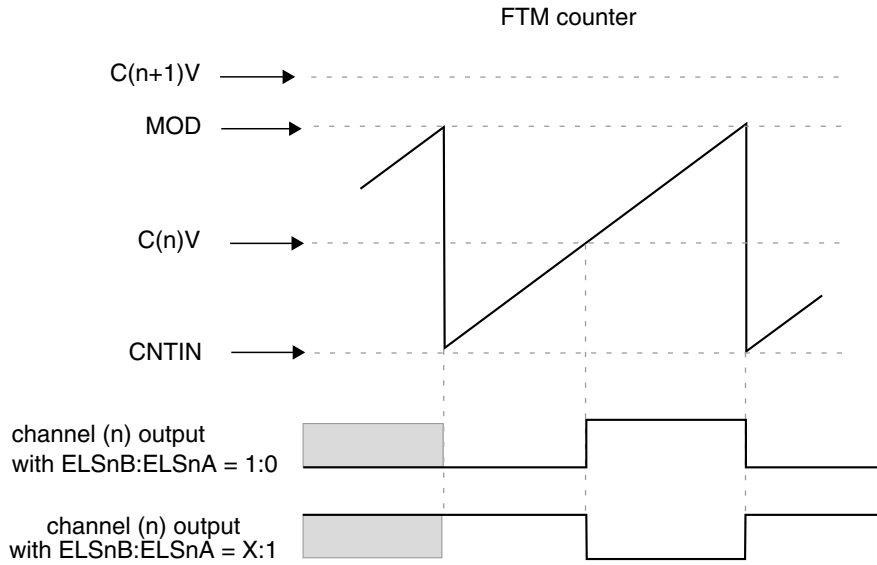 FTM counter
C(n+1)V
MOD
C(n)V
CNTIN
channel (n) output
with ELSnB:ELSnA = 1:0
channel (n) output
with ELSnB:ELSnA = X:1